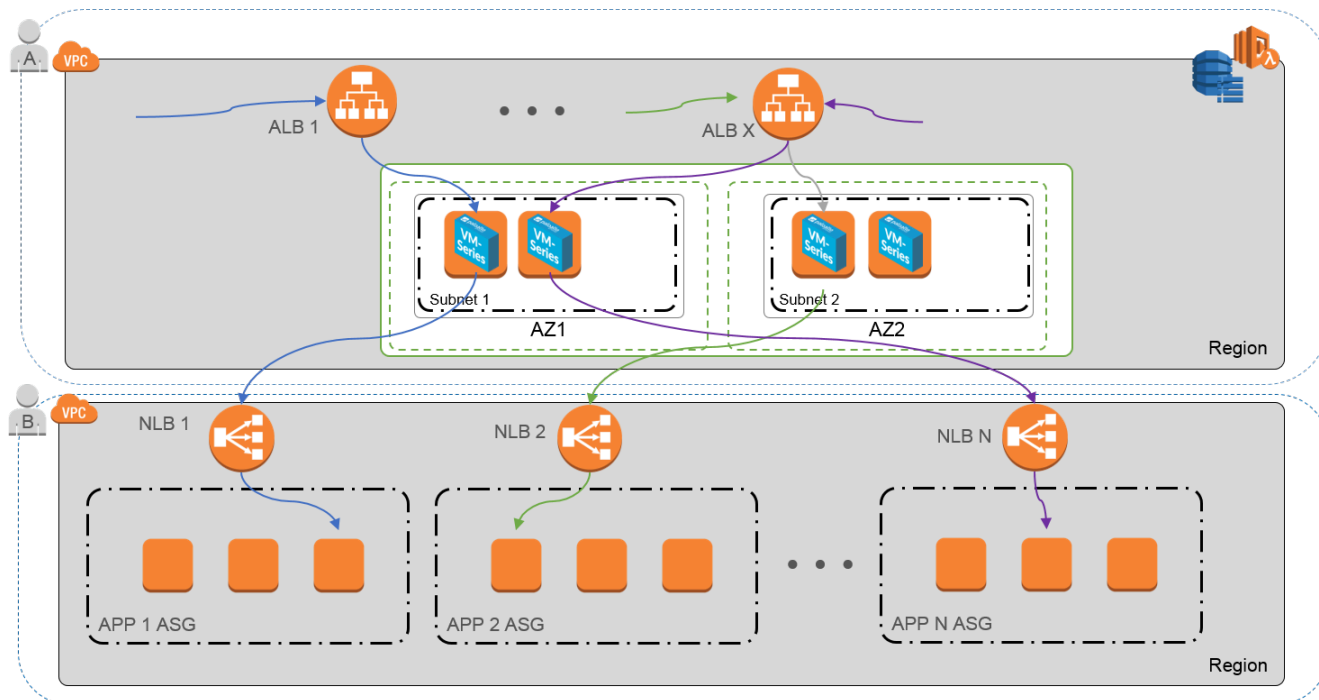 A
VPC
λ
ALB 1
ALB X
VM-
Series
VM-
Series
VM-
Series
VM-
Series
Subnet 1
Subnet 2
AZ1
AZ2
Region
B
VPC
NLB 1
NLB 2
NLB N
APP 1 ASG
APP 2 ASG
APP N ASG
Region